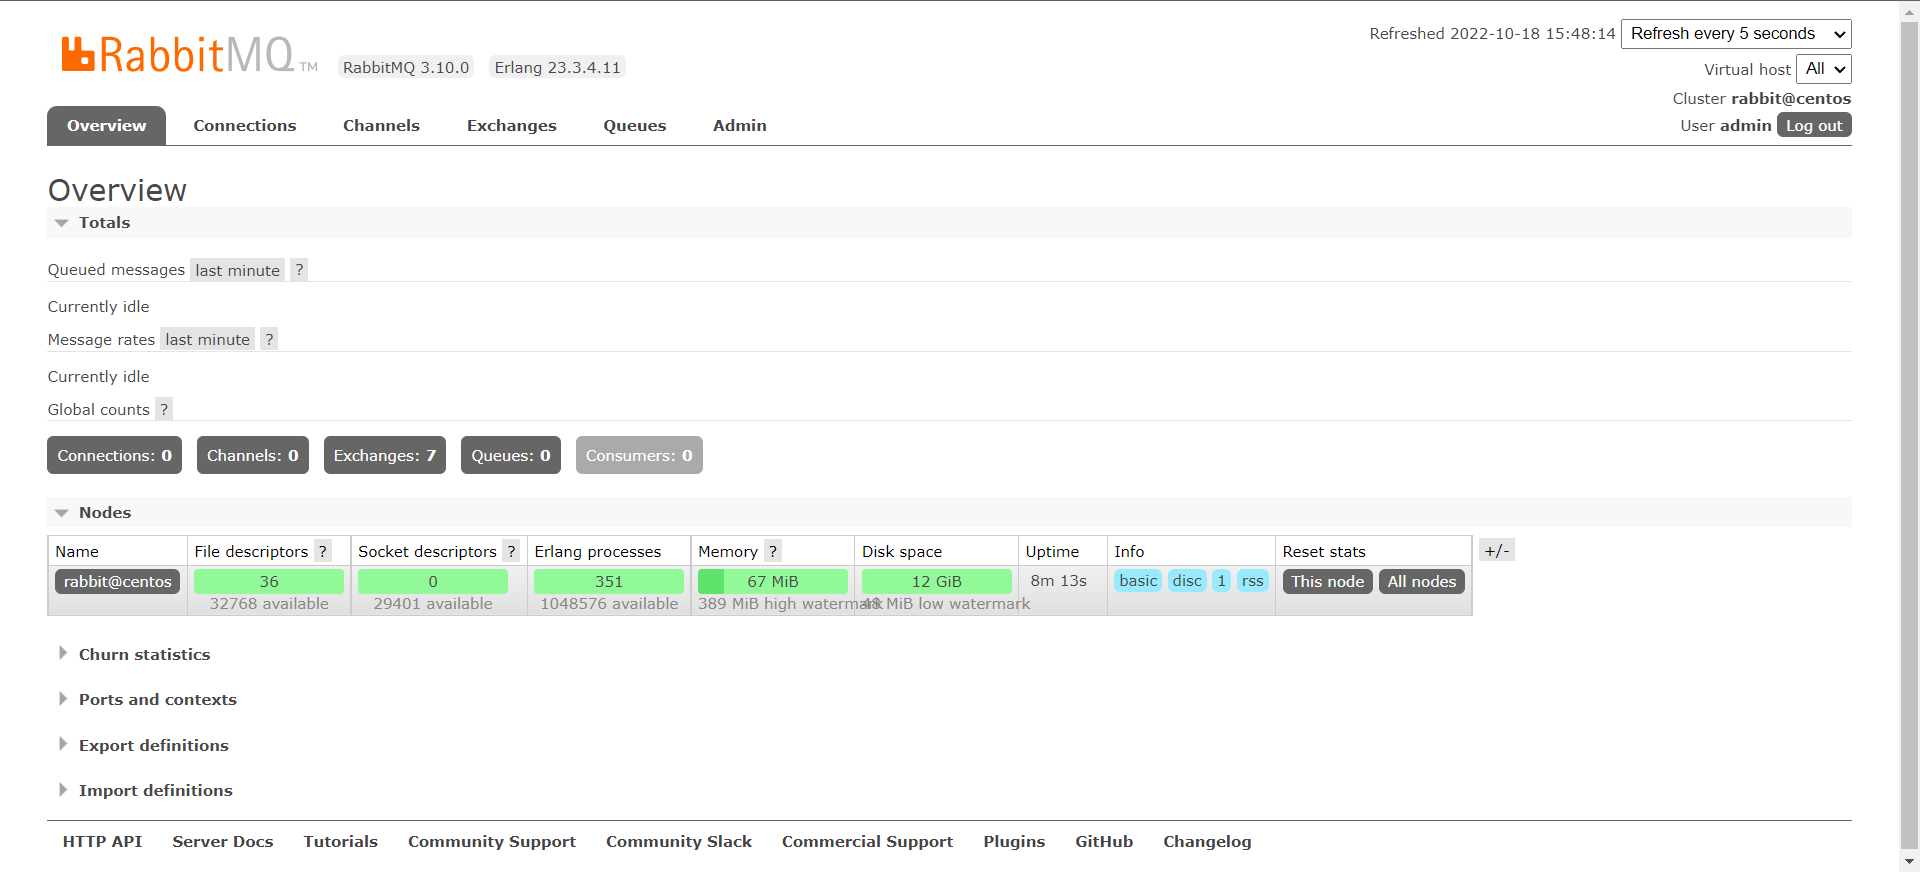 Refreshed 2022-10-18 15:48:14 Refresh every 5 seconds
RabbitMQ™ RabbitMQ 3.10.0 Erlang 23.3.4.11
Virtual host All
Cluster rabbit@centos
User admin Log out
Overview Connections Channels Exchanges Queues Admin
Overview
Totals
Queued messages last minute ?
Currently idle
Message rates last minute ?
Currently idle
Global counts ?
Connections: 0 Channels: 0 Exchanges: 7 Queues: 0 Consumers: 0
Nodes
Name File descriptors ? Socket descriptors ? Erlang processes Memory ? Disk space Uptime Info Reset stats +/-
rabbit@centos 36 0 351 67 MiB 12 GiB 8m 13s basic disc 1 rss This node All nodes
32768 available 29401 available 1048576 available 389 MiB high watermark 48 MiB low watermark
Churn statistics
Ports and contexts
Export definitions
Import definitions
HTTP API Server Docs Tutorials Community Support Community Slack Commercial Support Plugins GitHub Changelog